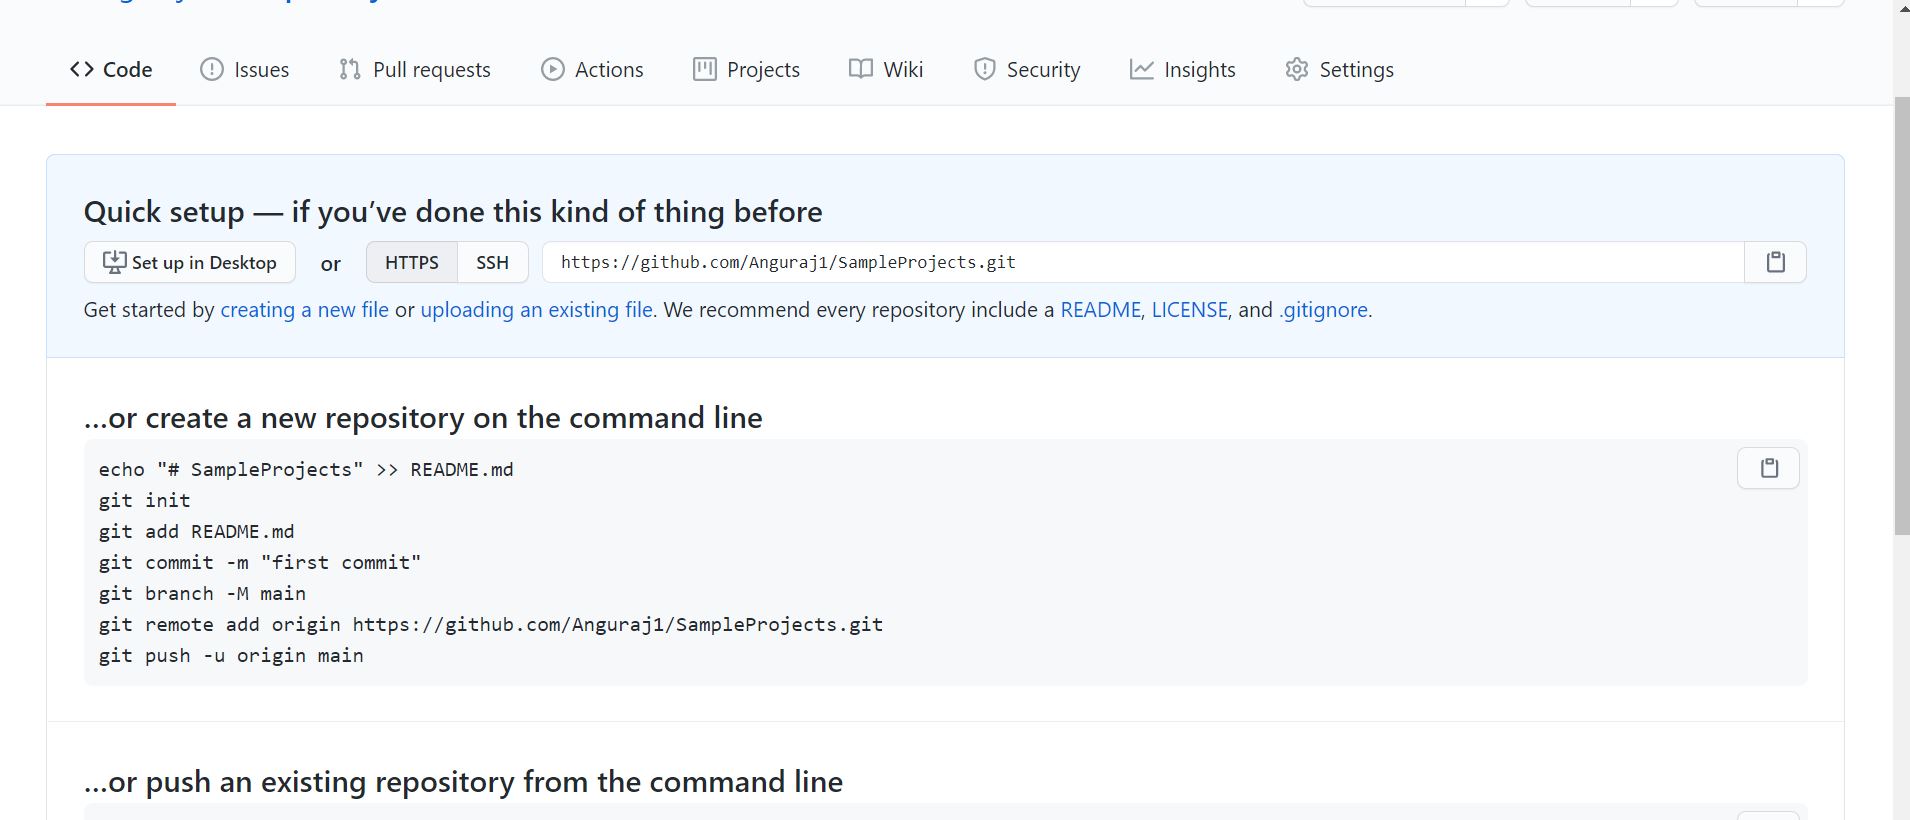 Code Issues Pull requests Actions Projects Wiki Security Insights Settings
Quick setup — if you’ve done this kind of thing before
Set up in Desktop or HTTPS SSH https://github.com/Anguraj1/SampleProjects.git
Get started by creating a new file or uploading an existing file. We recommend every repository include a README, LICENSE, and .gitignore.
…or create a new repository on the command line
echo "# SampleProjects" >> README.md
git init
git add README.md
git commit -m "first commit"
git branch -M main
git remote add origin https://github.com/Anguraj1/SampleProjects.git
git push -u origin main
…or push an existing repository from the command line